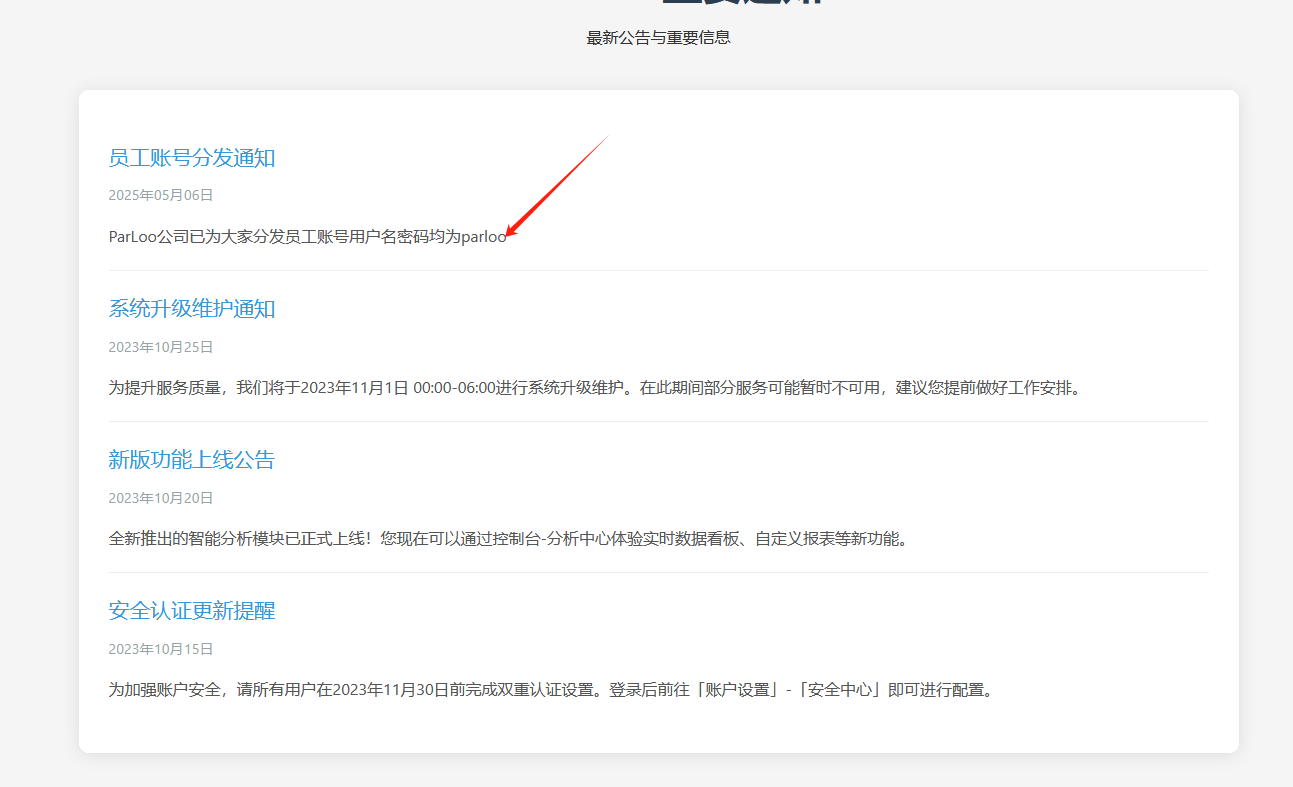 最新公告与重要信息
员工账号分发通知
2025年05月06日
ParLoo公司已为大家分发员工账号用户名密码均为parloo
系统升级维护通知
2023年10月25日
为提升服务质量，我们将于2023年11月1日 00:00-06:00进行系统升级维护。在此期间部分服务可能暂时不可用，建议您提前做好工作安排。
新版功能上线公告
2023年10月20日
全新推出的智能分析模块已正式上线！您现在可以通过控制台-分析中心体验实时数据看板、自定义报表等新功能。
安全认证更新提醒
2023年10月15日
为加强账户安全，请所有用户在2023年11月30日前完成双重认证设置。登录后前往「账户设置」-「安全中心」即可进行配置。